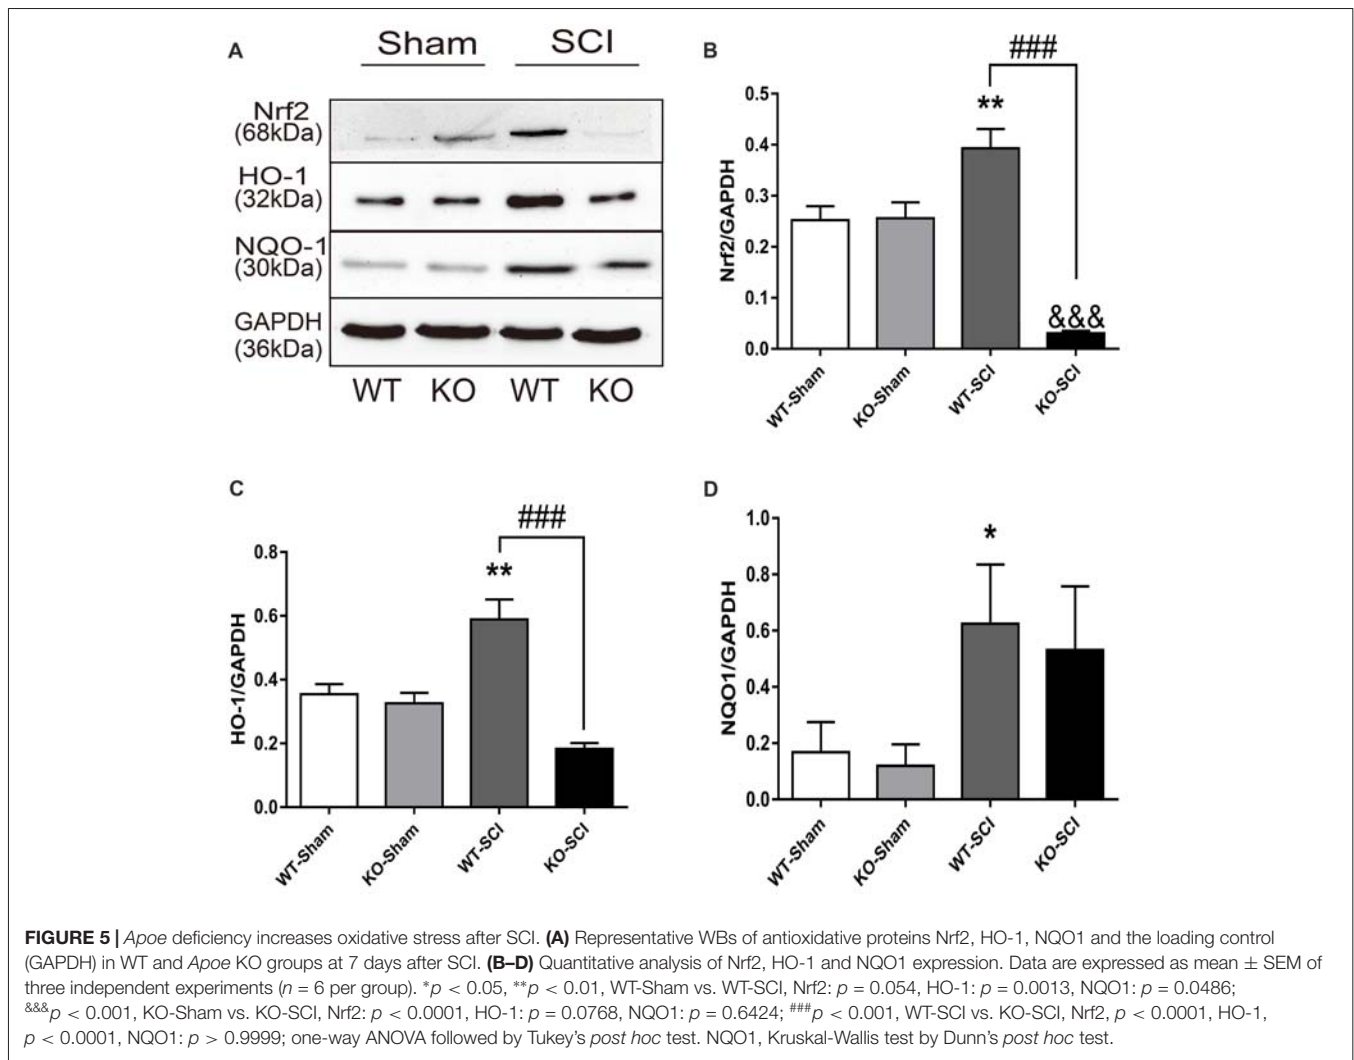 A
Sham SCI
Nrf2
(68kDa)
HO-1
(32kDa)
NQO-1
(30kDa)
GAPDH
(36kDa)
WT KO WT KO
B
###
**
&&&
Nrf2/GAPDH
0.5
0.4
0.3
0.2
0.1
0.0
WT-Sham
KO-Sham
WT-SCI
KO-SCI
C
###
**
HO-1/GAPDH
0.8
0.6
0.4
0.2
0.0
WT-Sham
KO-Sham
WT-SCI
KO-SCI
D
*
NQO1/GAPDH
1.0
0.8
0.6
0.4
0.2
0.0
WT-Sham
KO-Sham
WT-SCI
KO-SCI
FIGURE 5 | Apoe deficiency increases oxidative stress after SCI. (A) Representative WBs of antioxidative proteins Nrf2, HO-1, NQO1 and the loading control
(GAPDH) in WT and Apoe KO groups at 7 days after SCI. (B–D) Quantitative analysis of Nrf2, HO-1 and NQO1 expression. Data are expressed as mean ± SEM of
three independent experiments (n = 6 per group). *p < 0.05, **p < 0.01, WT-Sham vs. WT-SCI, Nrf2: p = 0.054, HO-1: p = 0.0013, NQO1: p = 0.0486;
&&&p < 0.001, KO-Sham vs. KO-SCI, Nrf2: p < 0.0001, HO-1: p = 0.0768, NQO1: p = 0.6424; ###p < 0.001, WT-SCI vs. KO-SCI, Nrf2, p < 0.0001, HO-1,
p < 0.0001, NQO1: p > 0.9999; one-way ANOVA followed by Tukey's post hoc test. NQO1, Kruskal-Wallis test by Dunn's post hoc test.